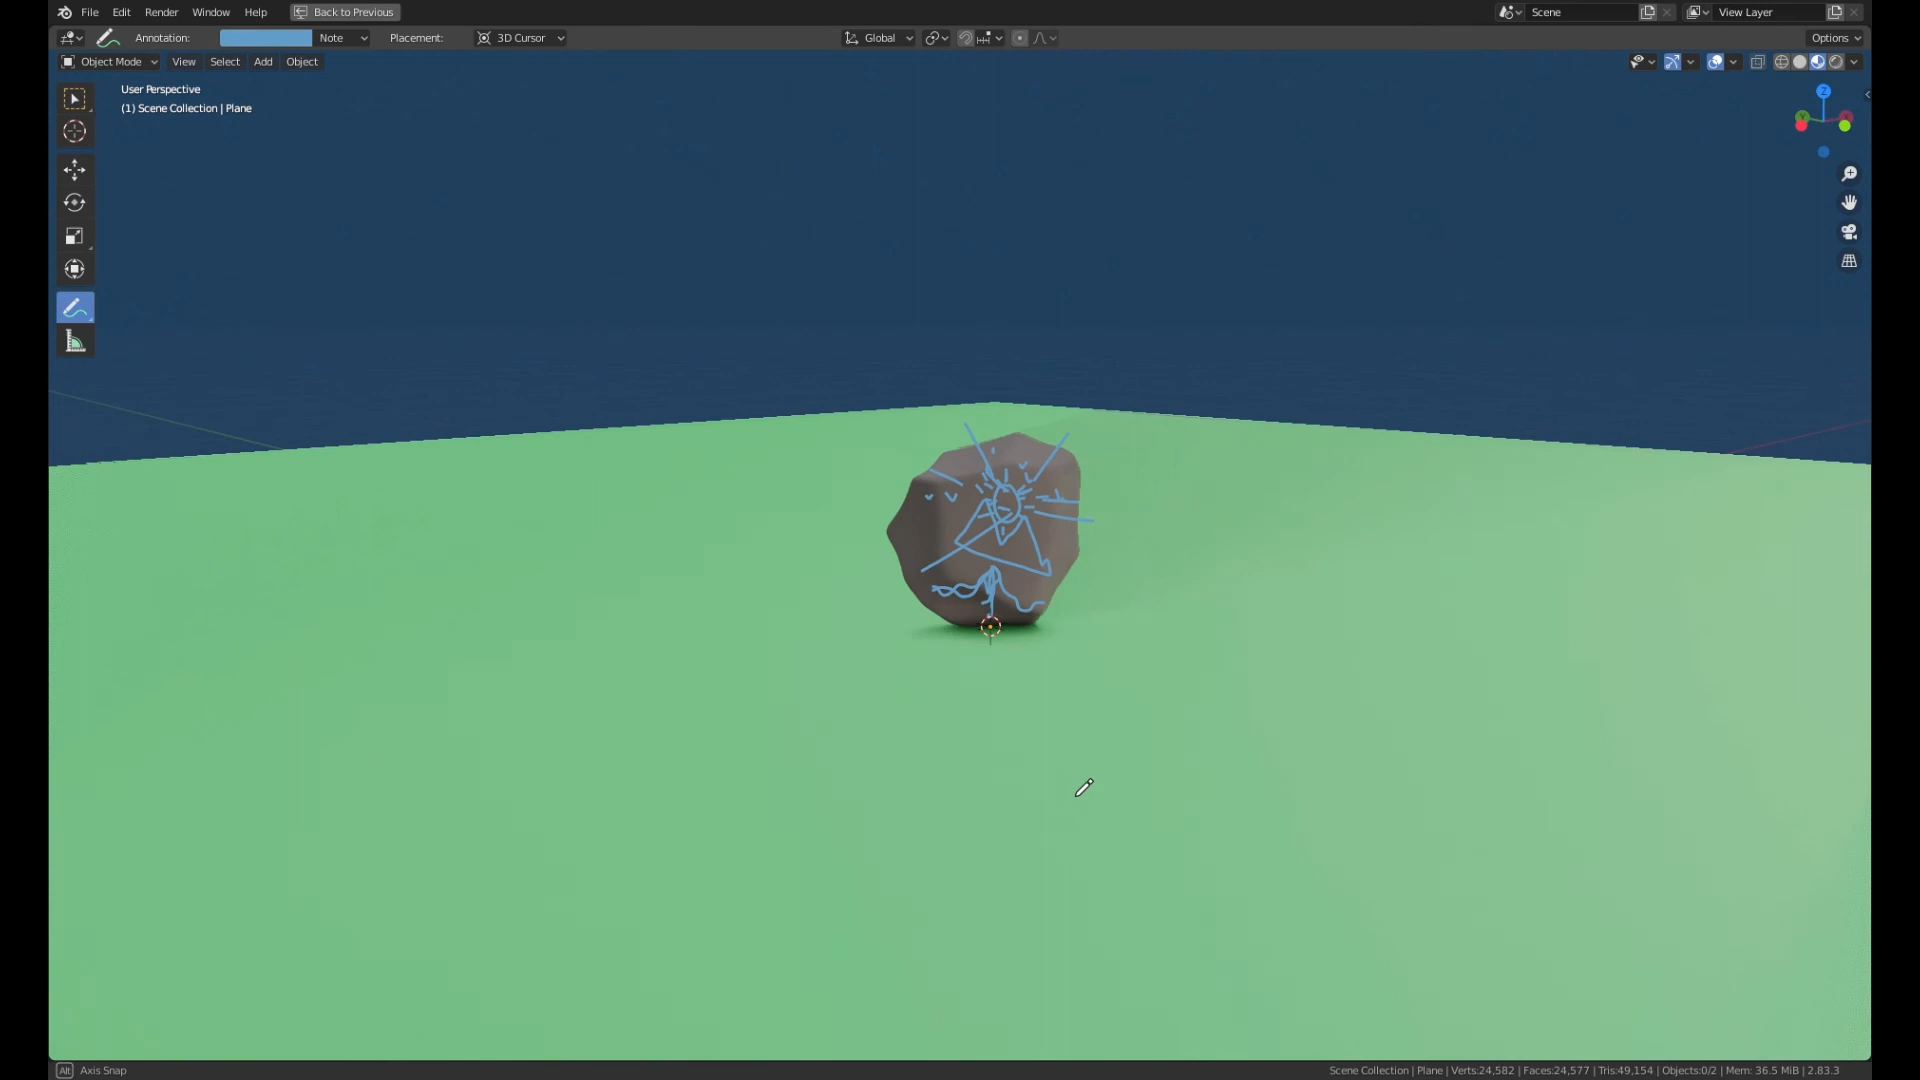 File Edit Render Window Help Back to Previous Scene View Layer
Annotation: Note Placement: 3D Cursor Global Options
Object Mode View Select Add Object
User Perspective
(1) Scene Collection | Plane
Z
Y
Alt Axis Snap Scene Collection | Plane | Verts:24,582 | Faces:24,577 | Tris:49,154 | Objects:0/2 | Mem: 36.5 MiB | 2.83.3